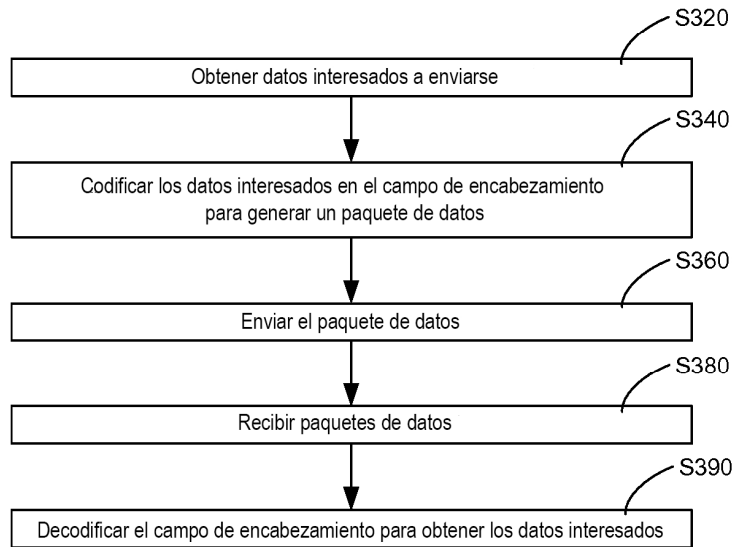 S320
Obtener datos interesados a enviarse
S340
Codificar los datos interesados en el campo de encabezamiento
para generar un paquete de datos
S360
Enviar el paquete de datos
S380
Recibir paquetes de datos
S390
Decodificar el campo de encabezamiento para obtener los datos interesados